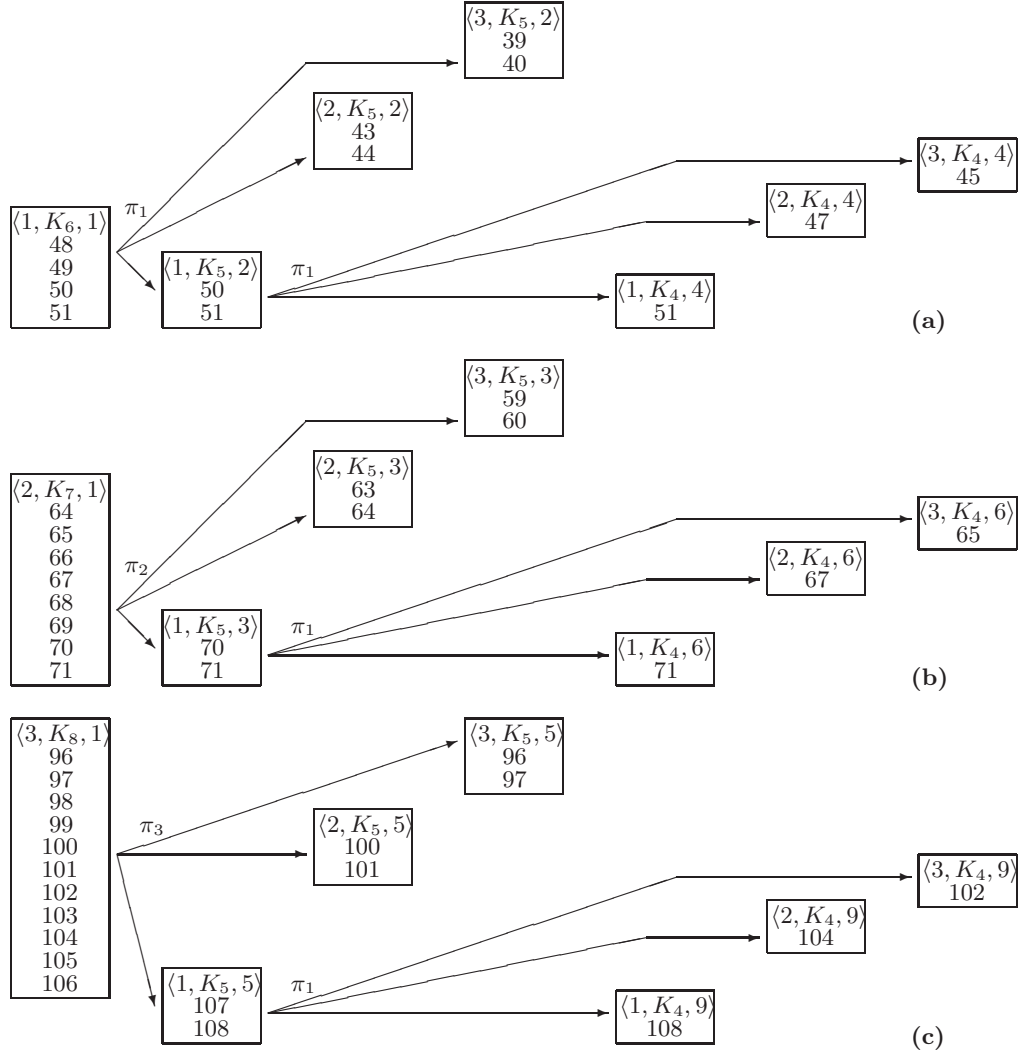 ⟨3, K₅, 2⟩
39
40
⟨2, K₅, 2⟩
43
44
⟨3, K₄, 4⟩
45
⟨2, K₄, 4⟩
47
π₁
⟨1, K₆, 1⟩
48
49
50
51
⟨1, K₅, 2⟩
50
51
π₁
⟨1, K₄, 4⟩
51
(a)
⟨3, K₅, 3⟩
59
60
⟨2, K₅, 3⟩
63
64
⟨2, K₇, 1⟩
64
65
66
67
68
69
70
71
π₂
⟨3, K₄, 6⟩
65
⟨2, K₄, 6⟩
67
⟨1, K₅, 3⟩
70
71
π₁
⟨1, K₄, 6⟩
71
(b)
⟨3, K₈, 1⟩
96
97
98
99
100
101
102
103
104
105
106
⟨3, K₅, 5⟩
96
97
π₃
⟨2, K₅, 5⟩
100
101
⟨3, K₄, 9⟩
102
⟨2, K₄, 9⟩
104
⟨1, K₅, 5⟩
107
108
π₁
⟨1, K₄, 9⟩
108
(c)